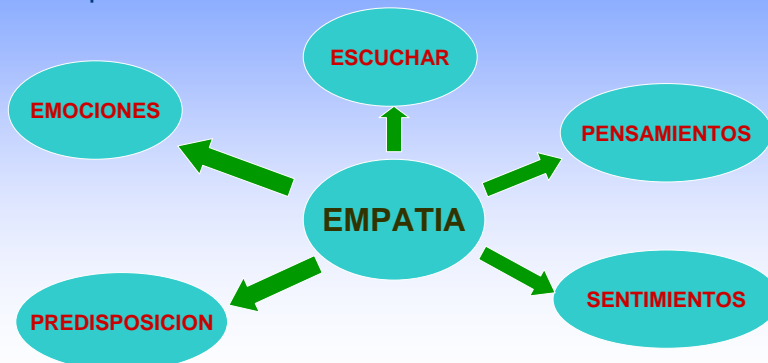 ESCUCHAR
EMOCIONES
PENSAMIENTOS
EMPATIA
SENTIMIENTOS
PREDISPOSICION